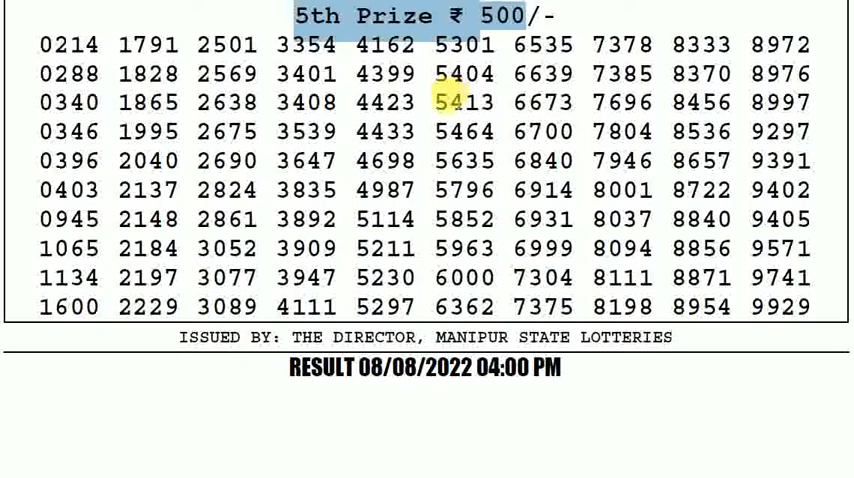 5th Prize ₹ 500/-
0214 1791 2501 3354 4162 5301 6535 7378 8333 8972
0288 1828 2569 3401 4399 5404 6639 7385 8370 8976
0340 1865 2638 3408 4423 5413 6673 7696 8456 8997
0346 1995 2675 3539 4433 5464 6700 7804 8536 9297
0396 2040 2690 3647 4698 5635 6840 7946 8657 9391
0403 2137 2824 3835 4987 5796 6914 8001 8722 9402
0945 2148 2861 3892 5114 5852 6931 8037 8840 9405
1065 2184 3052 3909 5211 5963 6999 8094 8856 9571
1134 2197 3077 3947 5230 6000 7304 8111 8871 9741
1600 2229 3089 4111 5297 6362 7375 8198 8954 9929
ISSUED BY: THE DIRECTOR, MANIPUR STATE LOTTERIES
RESULT 08/08/2022 04:00 PM